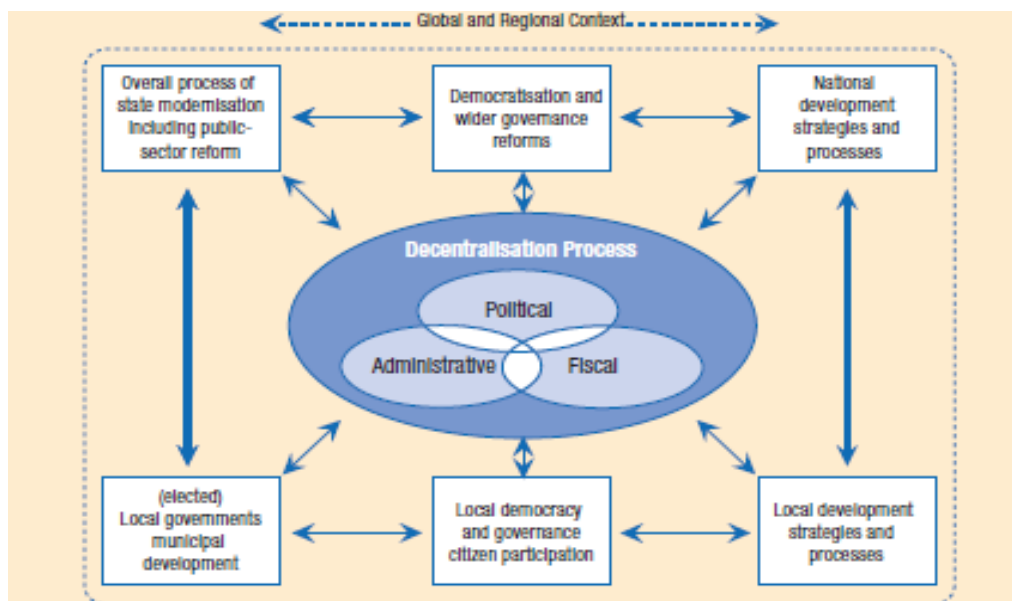 Global and Regional Context
Overall process of
state modernisation
including public-
sector reform
Democratisation and
wider governance
reforms
National
development
strategies and
processes
Decentralisation Process
Political
Administrative
Fiscal
(elected)
Local governments
municipal
development
Local democracy
and governance
citizen participation
Local development
strategies and
processes